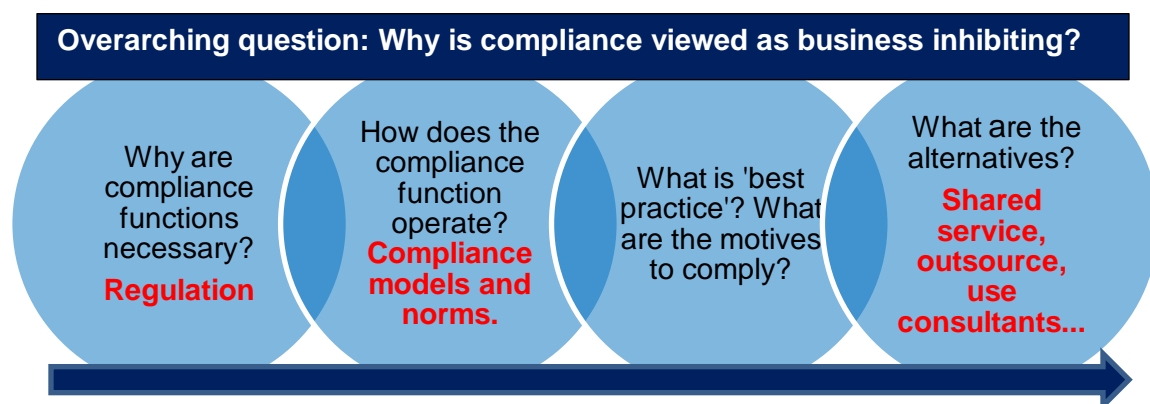 Overarching question: Why is compliance viewed as business inhibiting?
Why are
compliance
functions
necessary?
Regulation
How does the
compliance
function
operate?
Compliance
models and
norms.
What is 'best
practice'? What
are the motives
to comply?
What are the
alternatives?
Shared
service,
outsource,
use
consultants...